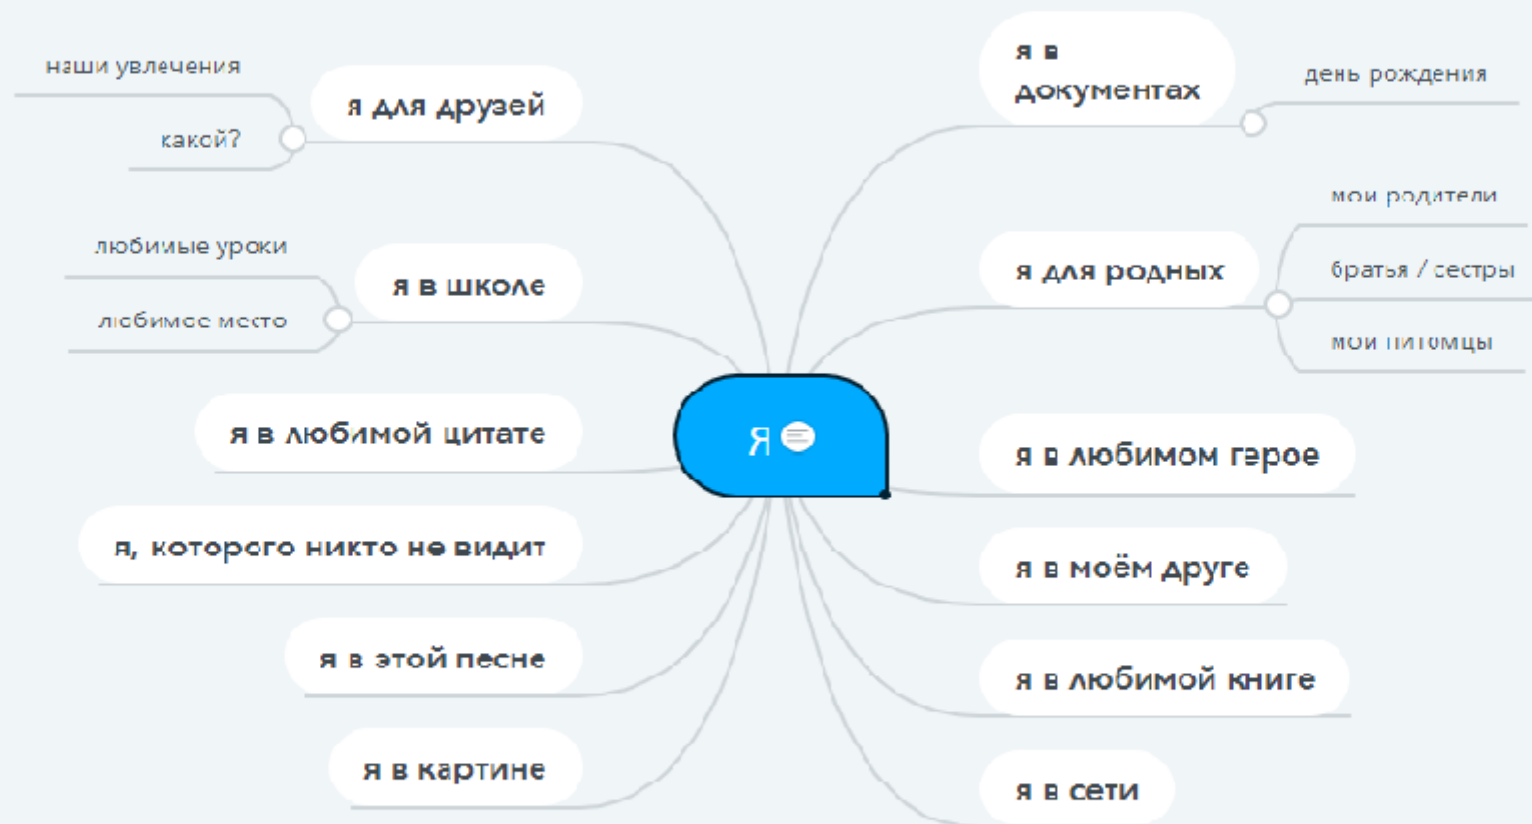 наши увлечения
какой?
я для друзей
любимые уроки
любимое место
я в школе
я в любимой цитате
я, которого никто не видит
я в этой песне
я в картине
Я
я в
документах
день рождения
я для родных
мои родители
братья / сестры
мои питомцы
я в любимом герое
я в моём друге
я в любимой книге
я в сети